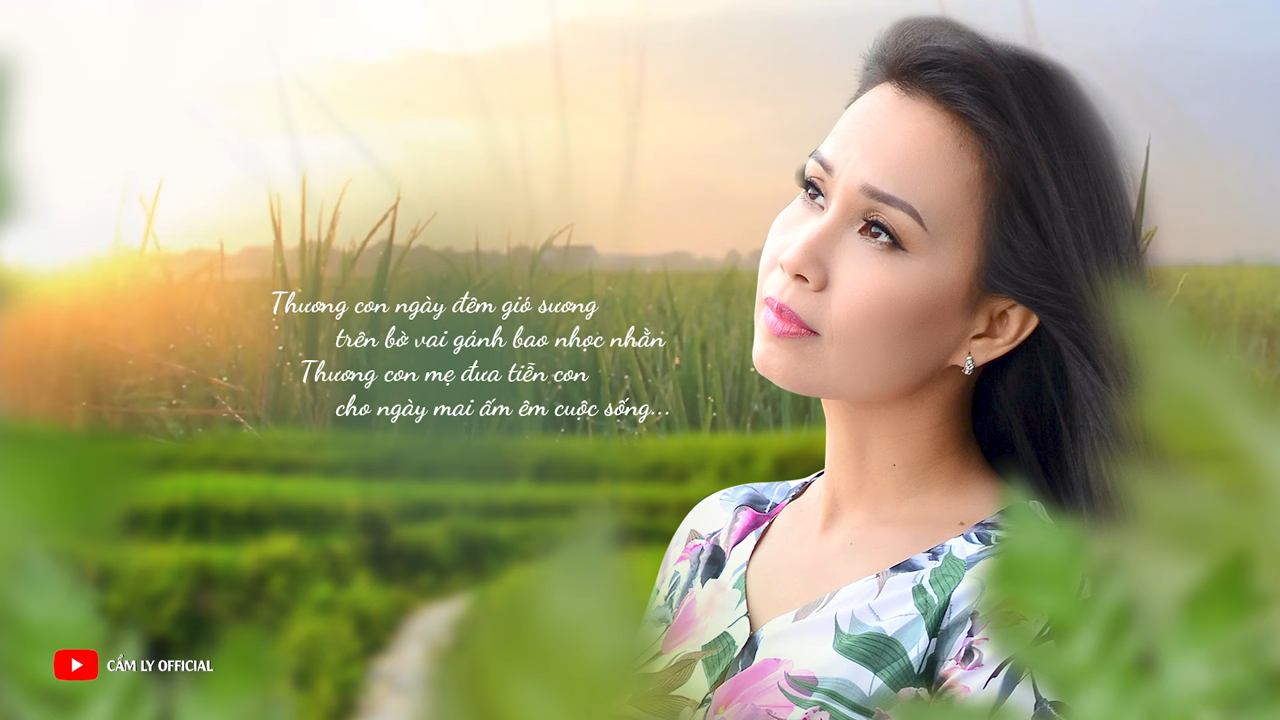 Thương con ngày đêm gió sương
trên bờ vai gánh bao nhọc nhằn
Thương con mẹ đưa tiễn con
cho ngày mai ấm êm cuộc sống...
CẨM LY OFFICIAL